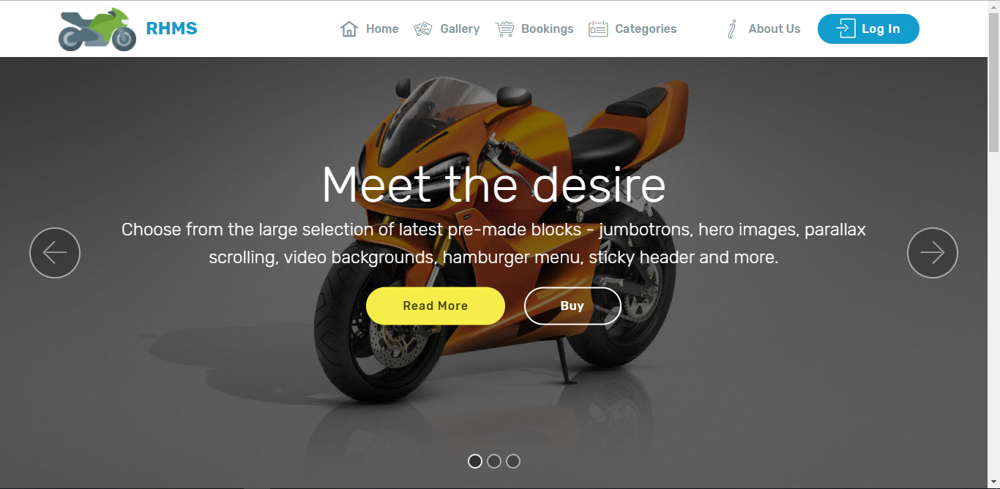 RHMS
Home
Gallery
Bookings
Categories
About Us
Log In
Meet the desire
Choose from the large selection of latest pre-made blocks - jumbotrons, hero images, parallax
scrolling, video backgrounds, hamburger menu, sticky header and more.
Read More
Buy